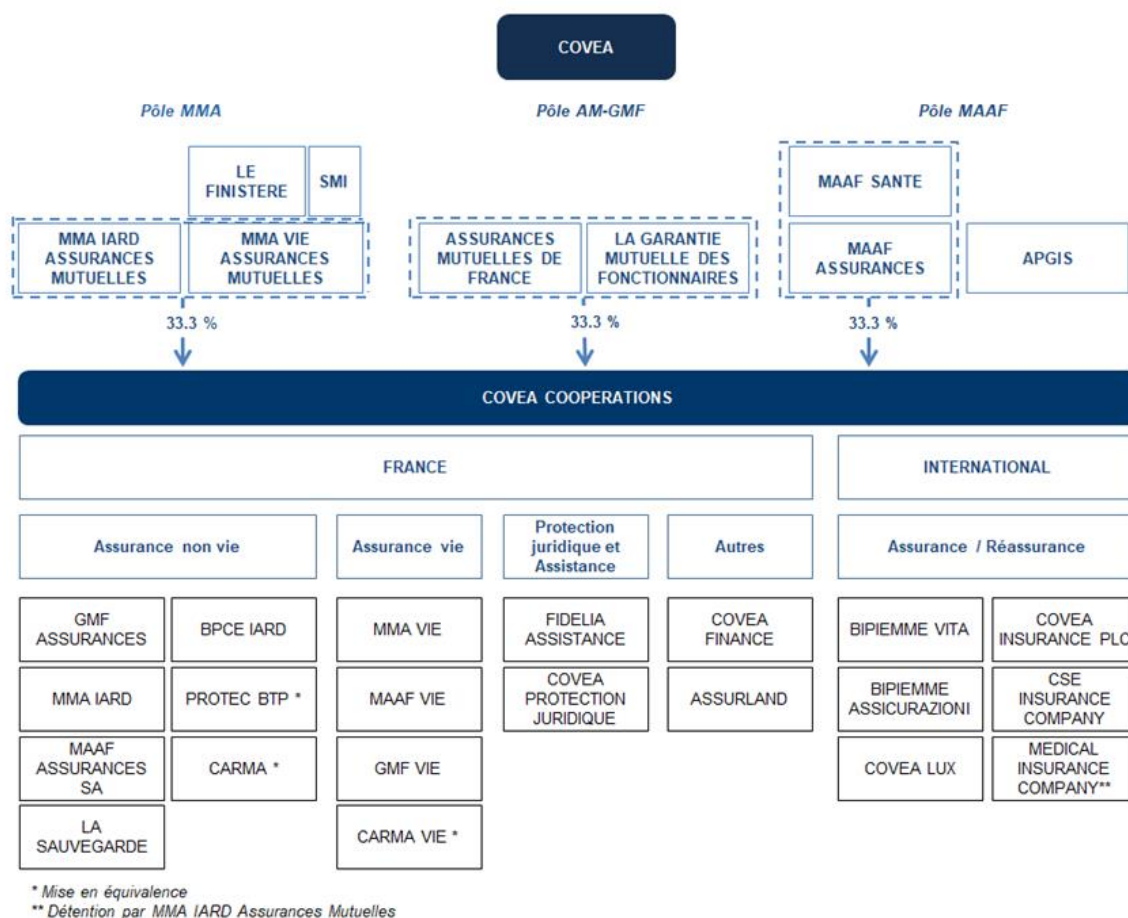 COVEA
Pôle MMA
Pôle AM-GMF
Pôle MAAF
LE
FINISTERE
SMI
MAAF SANTE
MMA IARD
ASSURANCES
MUTUELLES
MMA VIE
ASSURANCES
MUTUELLES
ASSURANCES
MUTUELLES DE
FRANCE
LA GARANTIE
MUTUELLE DES
FONCTIONNAIRES
MAAF
ASSURANCES
APGIS
33.3 %
33.3 %
33.3 %
COVEA COOPERATIONS
FRANCE
INTERNATIONAL
Assurance non vie
Assurance vie
Protection
juridique et
Assistance
Autres
Assurance / Réassurance
GMF
ASSURANCES
BPCE IARD
MMA VIE
FIDELIA
ASSISTANCE
COVEA
FINANCE
BIPIEMME VITA
COVEA
INSURANCE PLC
MMA IARD
PROTEC BTP *
MAAF VIE
COVEA
PROTECTION
JURIDIQUE
ASSURLAND
BIPIEMME
ASSICURAZIONI
CSE
INSURANCE
COMPANY
MAAF
ASSURANCES
SA
CARMA *
GMF VIE
COVEA LUX
MEDICAL
INSURANCE
COMPANY**
LA
SAUVEGARDE
CARMA VIE *
* Mise en équivalence
** Détention par MMA IARD Assurances Mutuelles